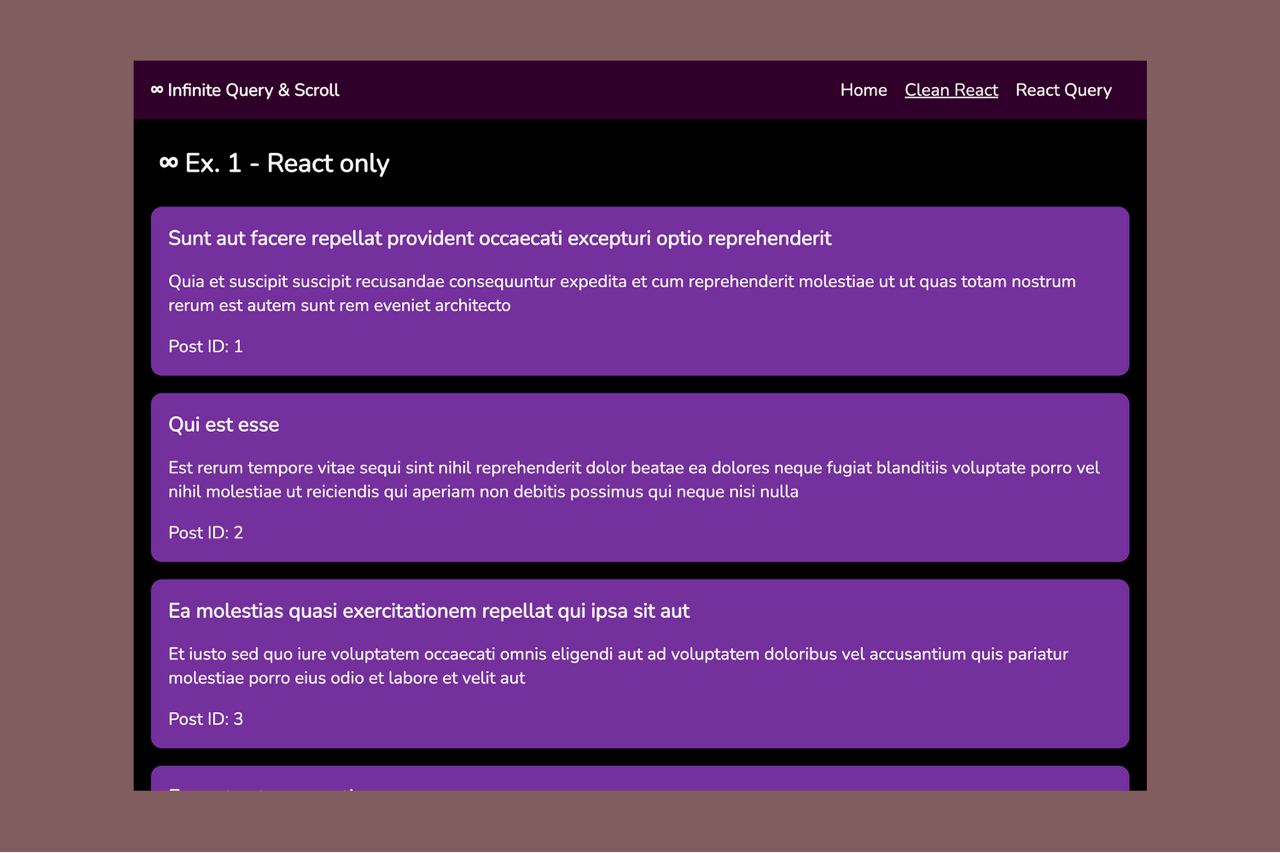 ∞ Infinite Query & Scroll
Home Clean React React Query
∞ Ex. 1 - React only
Sunt aut facere repellat provident occaecati excepturi optio reprehenderit
Quia et suscipit suscipit recusandae consequuntur expedita et cum reprehenderit molestiae ut ut quas totam nostrum
rerum est autem sunt rem eveniet architecto
Post ID: 1
Qui est esse
Est rerum tempore vitae sequi sint nihil reprehenderit dolor beatae ea dolores neque fugiat blanditiis voluptate porro vel
nihil molestiae ut reiciendis qui aperiam non debitis possimus qui neque nisi nulla
Post ID: 2
Ea molestias quasi exercitationem repellat qui ipsa sit aut
Et iusto sed quo iure voluptatem occaecati omnis eligendi aut ad voluptatem doloribus vel accusantium quis pariatur
molestiae porro eius odio et labore et velit aut
Post ID: 3